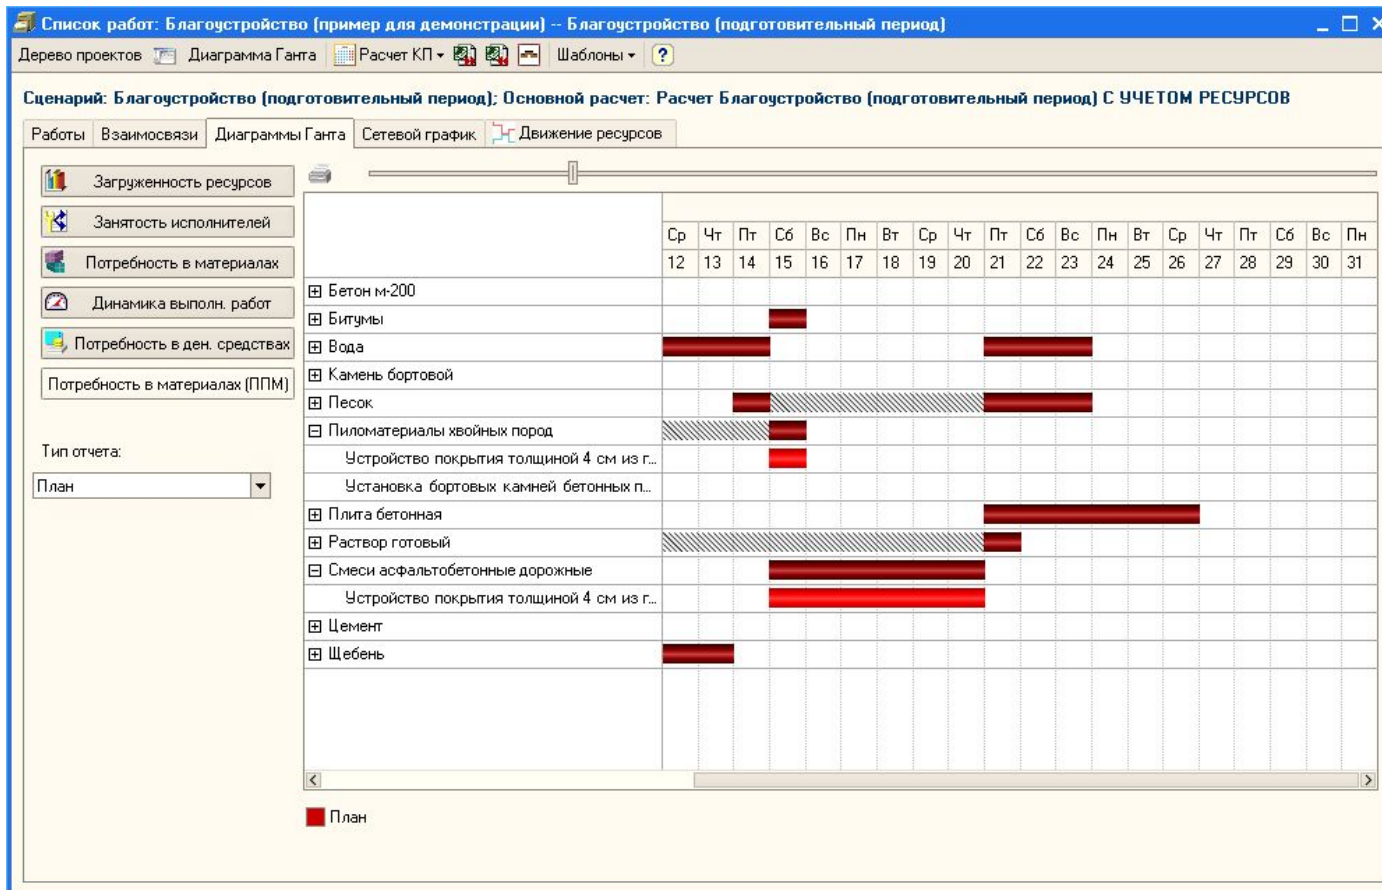 Список работ: Благоустройство (пример для демонстрации) -- Благоустройство (подготовительный период)
Дерево проектов Диаграмма Ганта Расчет КП Шаблоны ?
Сценарий: Благоустройство (подготовительный период); Основной расчет: Расчет Благоустройство (подготовительный период) С УЧЕТОМ РЕСУРСОВ
Работы Взаимосвязи Диаграммы Ганта Сетевой график Движение ресурсов
Загруженность ресурсов
Занятость исполнителей
Потребность в материалах
Динамика выполн. работ
Потребность в ден. средствах
Потребность в материалах (ППМ)
Тип отчета:
План
Ср Чт Пт Сб Вс Пн Вт Ср Чт Пт Сб Вс Пн Вт Ср Чт Пт Сб Вс Пн
12 13 14 15 16 17 18 19 20 21 22 23 24 25 26 27 28 29 30 31
Бетон м-200
Битумы
Вода
Камень бортовой
Песок
Пиломатериалы хвойных пород
Устройство покрытия толщиной 4 см из г...
Установка бортовых камней бетонных п...
Плита бетонная
Раствор готовый
Смеси асфальтобетонные дорожные
Устройство покрытия толщиной 4 см из г...
Цемент
Щебень
План